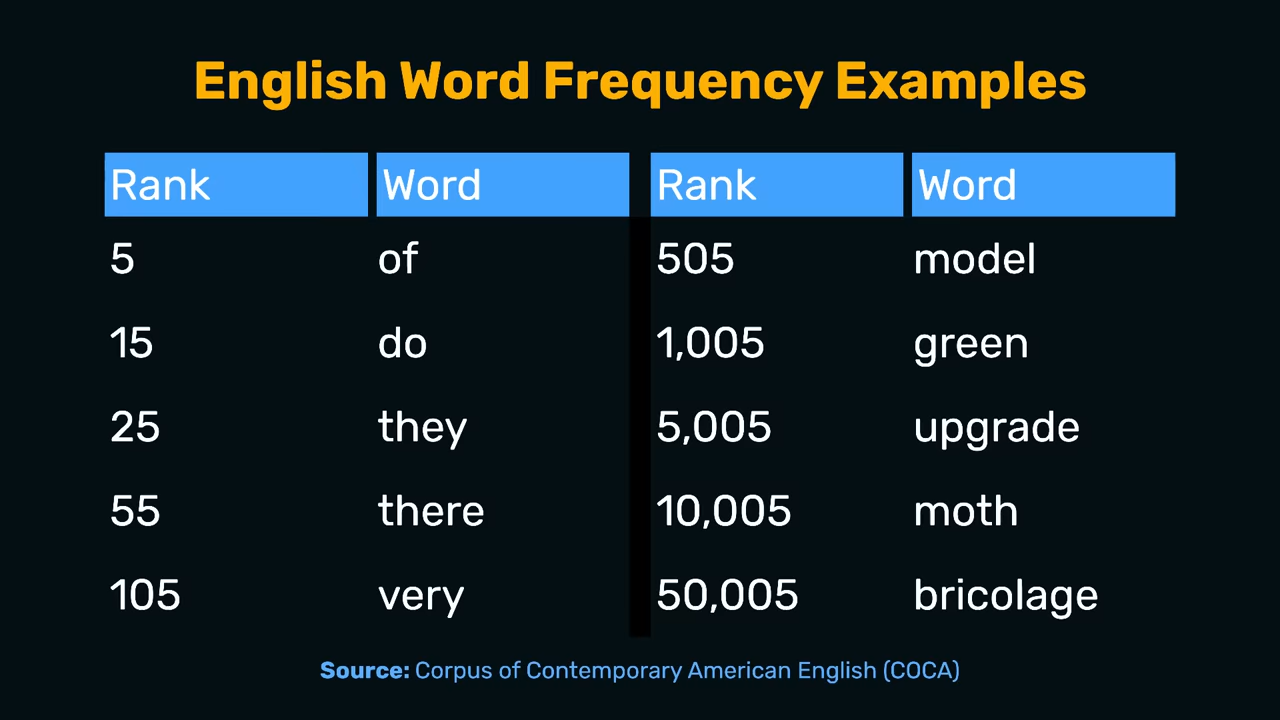 English Word Frequency Examples
Rank Word Rank Word
5 of 505 model
15 do 1,005 green
25 they 5,005 upgrade
55 there 10,005 moth
105 very 50,005 bricolage
Source: Corpus of Contemporary American English (COCA)